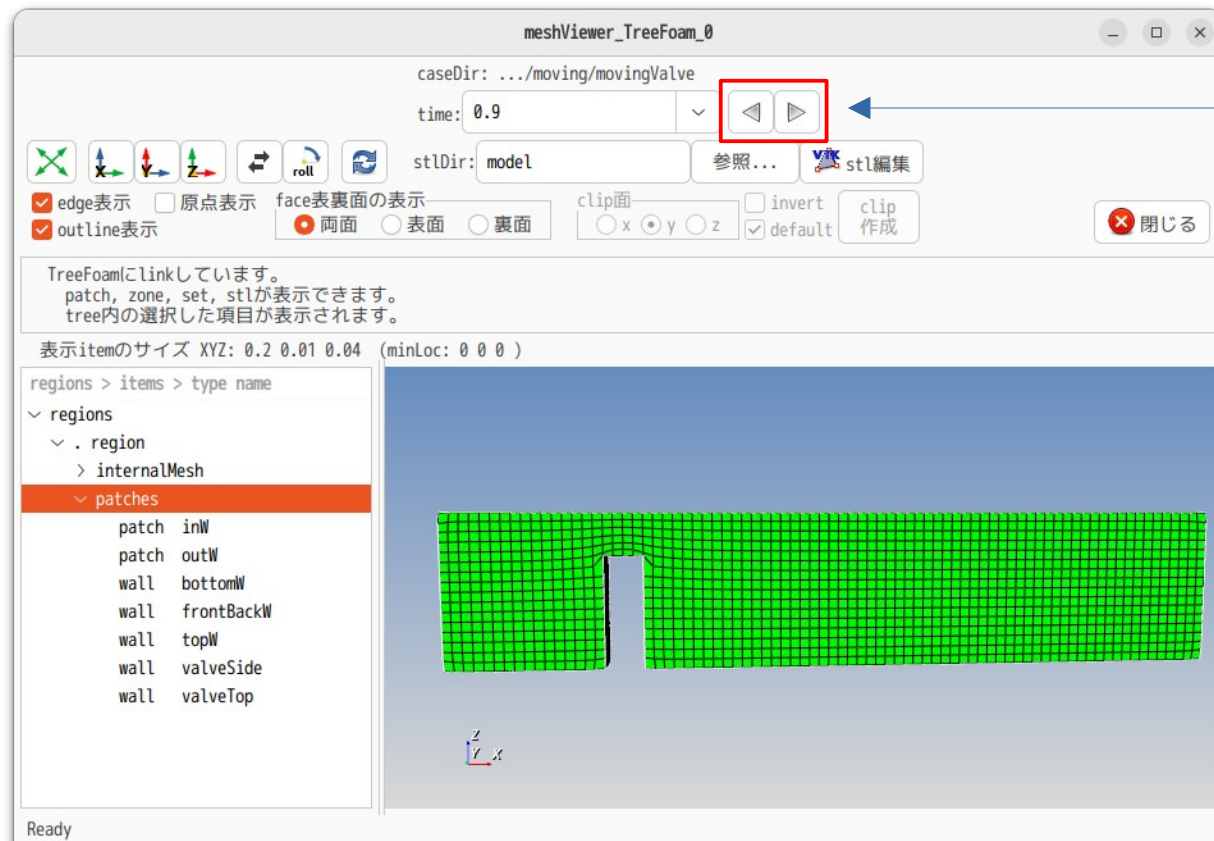 meshViewer_TreeFoam_0
caseDir: .../moving/movingValve
time: 0.9
roll
stlDir: model 参照... VTK stl編集
edge表示 原点表示 face表裏面の表示 clip面 invert clip作成
outline表示 両面 表面 裏面 x y z default
閉じる
TreeFoamにlinkしています。
patch, zone, set, stlが表示できます。
tree内の選択した項目が表示されます。
表示itemのサイズ XYZ: 0.2 0.01 0.04 (minLoc: 0 0 0 )
regions > items > type name
regions
. region
internalMesh
patches
patch inW
patch outW
wall bottomW
wall frontBackW
wall topW
wall valveSide
wall valveTop
Z
Y X
Ready